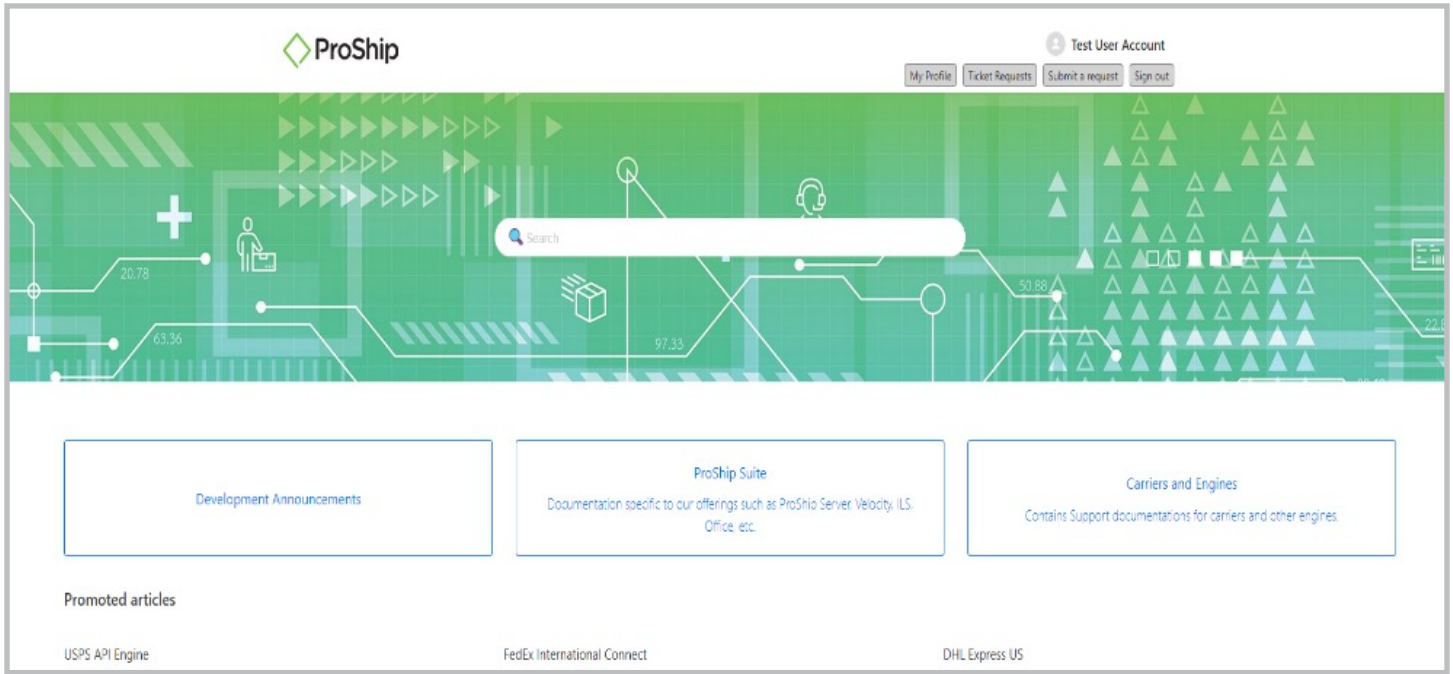 ProShip
Test User Account
My Profile
Ticket Requests
Submit a request
Sign out
Search
20.78
63.36
97.33
50.88
Development Announcements
ProShip Suite
Documentation specific to our offerings such as ProShip Server, Velocity, ILS,
Office, etc.
Carriers and Engines
Contains Support documentations for carriers and other engines.
Promoted articles
USPS API Engine
FedEx International Connect
DHL Express US